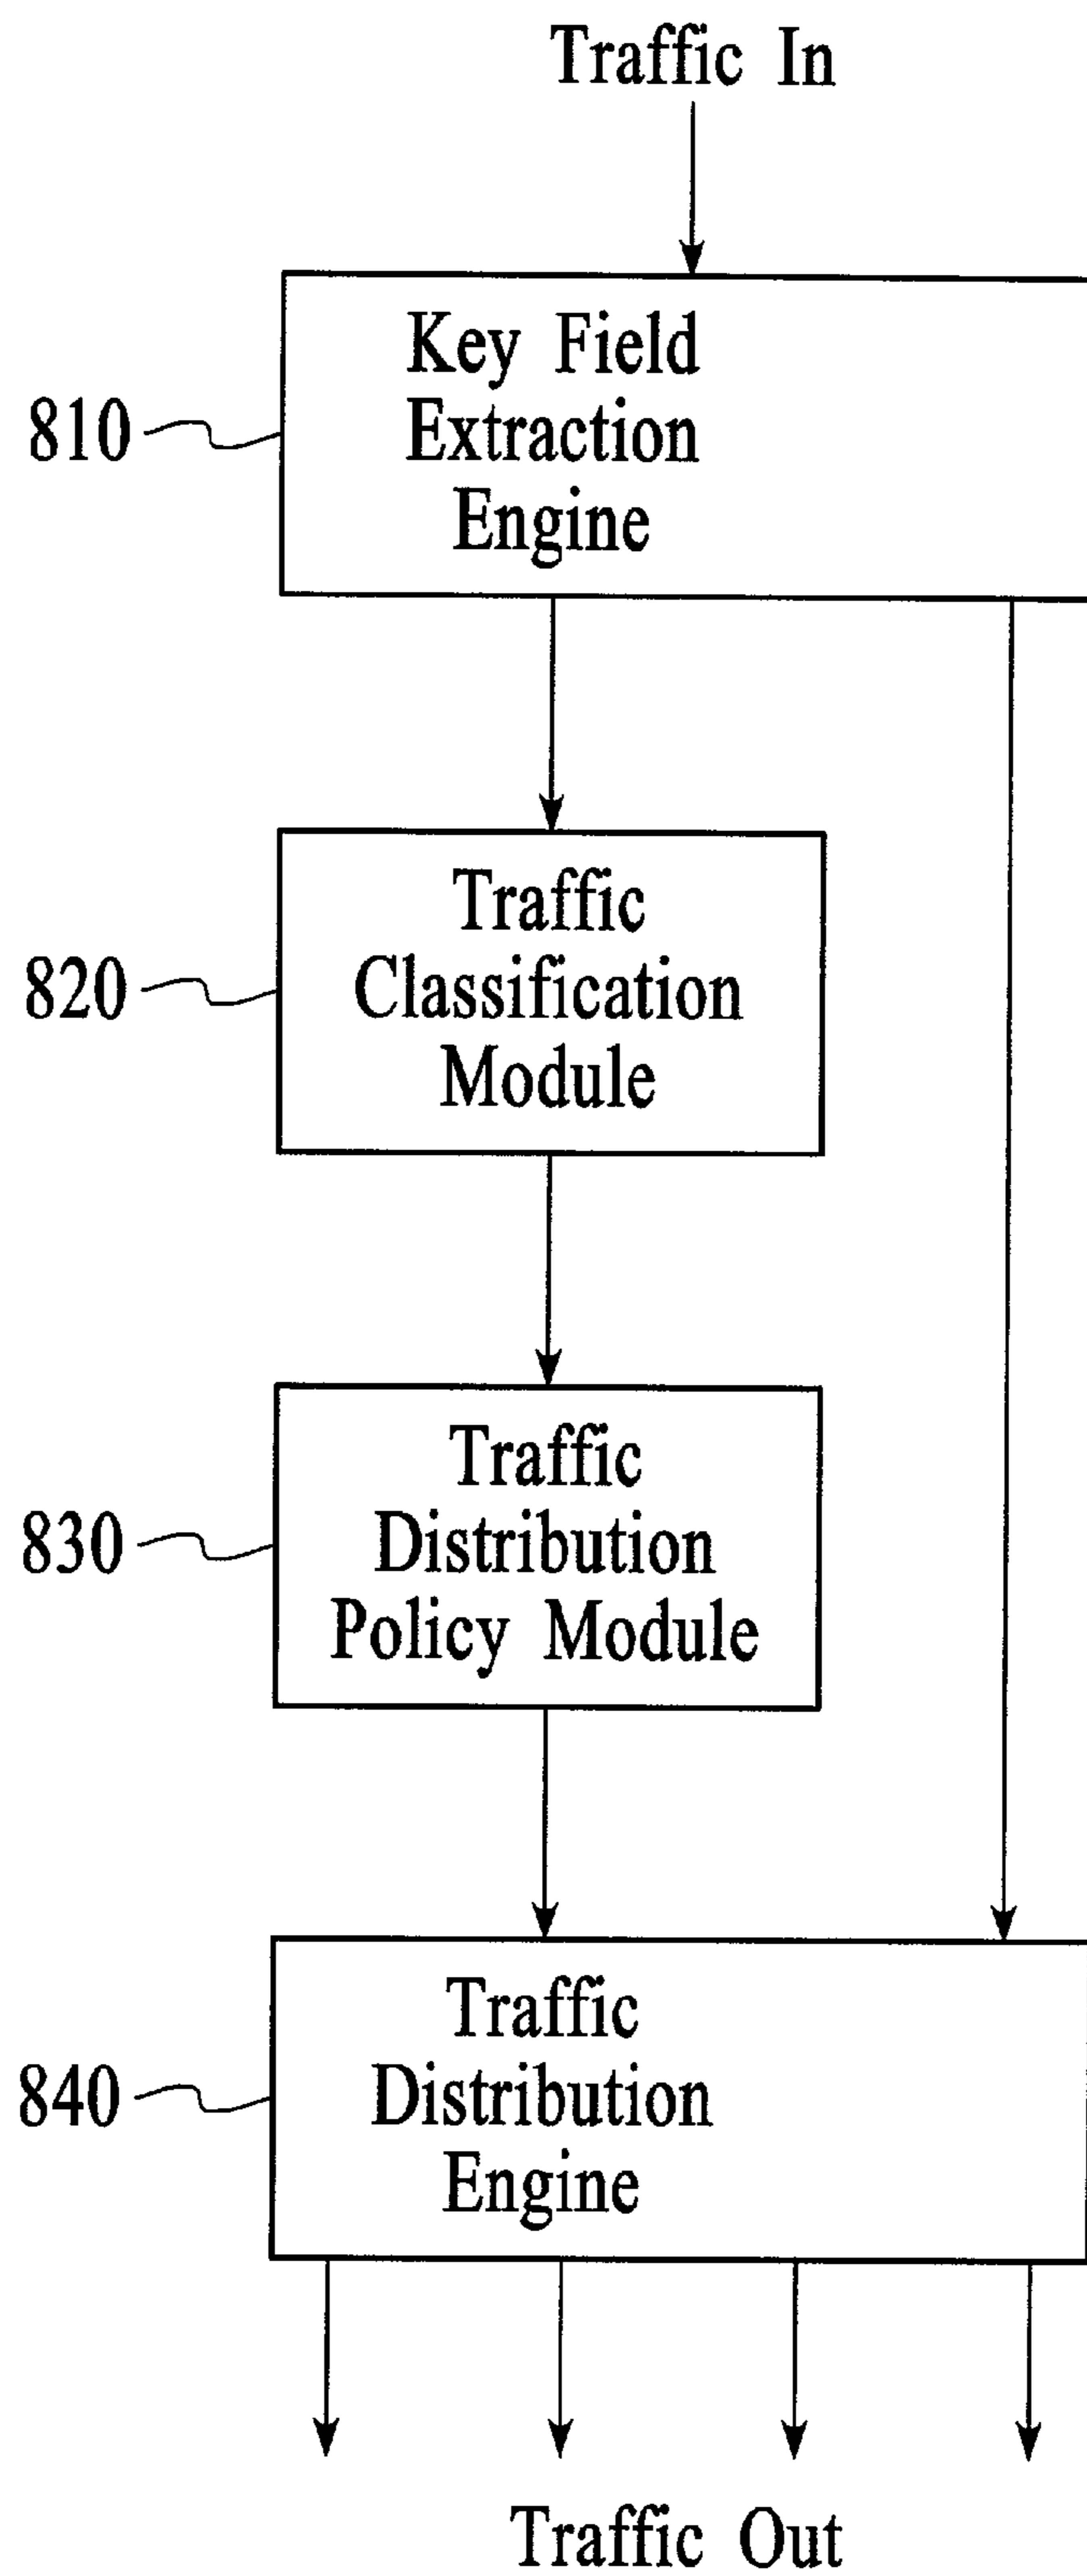 Traffic In
Key Field
Extraction
Engine
810
Traffic
Classification
Module
820
Traffic
Distribution
Policy Module
830
Traffic
Distribution
Engine
840
Traffic Out